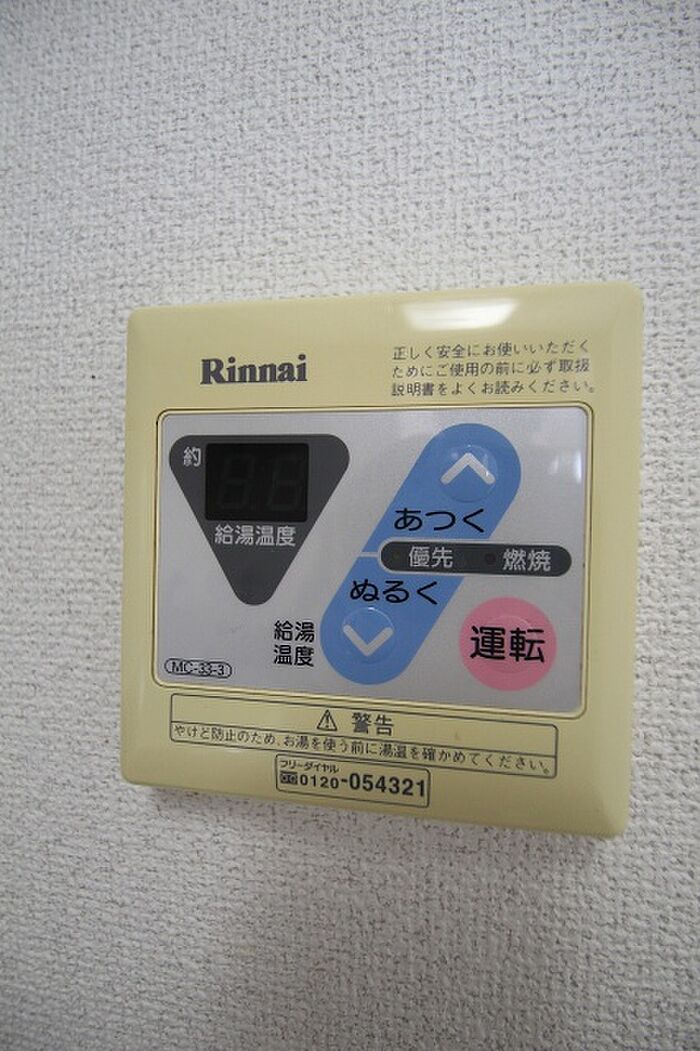 Rinnai
正しく安全にお使いいただく
ためにご使用の前に必ず取扱
説明書をよくお読みください。
約
給湯温度
あつく
優先 燃焼
ぬるく
給湯
温度
運転
MC-33-3
⚠ 警告
やけど防止のため、お湯を使う前に湯温を確かめてください。
フリーダイヤル
0120-054321